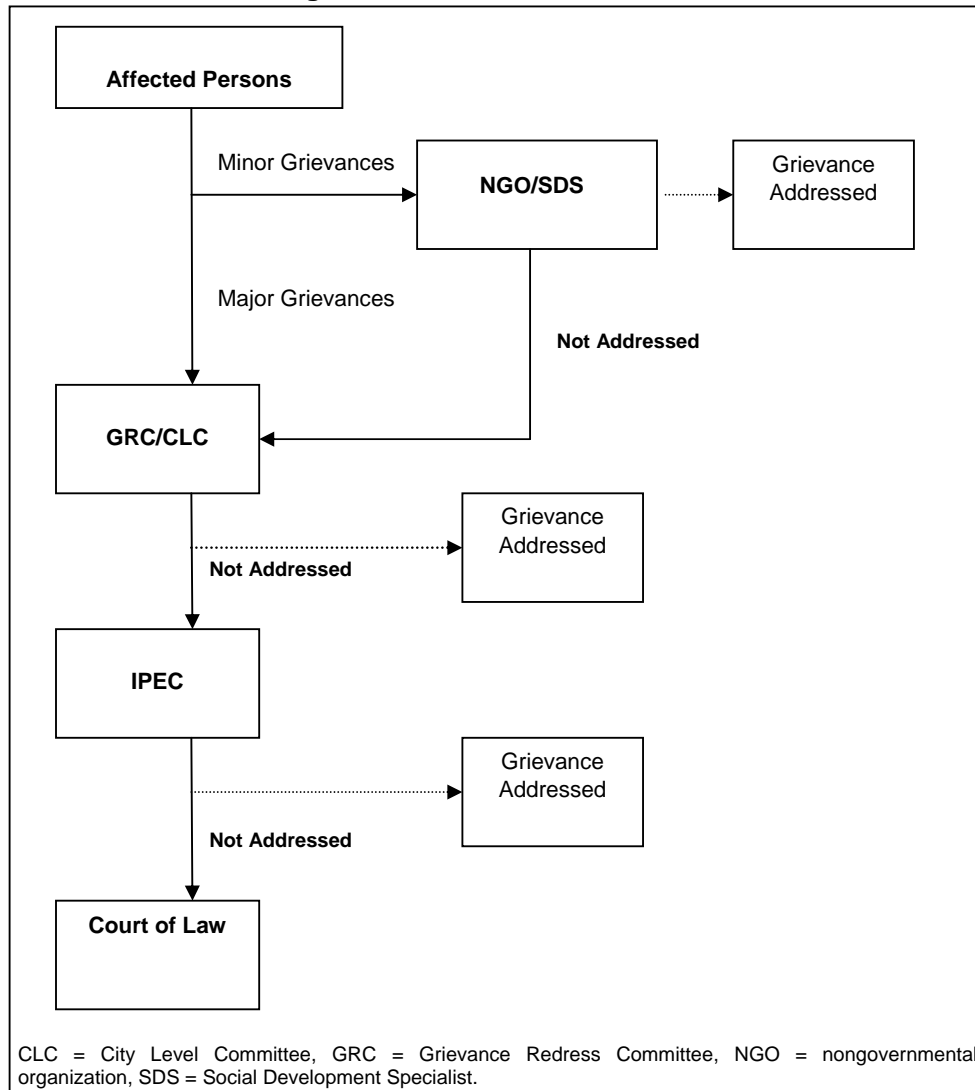 Affected Persons
Minor Grievances
NGO/SDS
Grievance
Addressed
Major Grievances
Not Addressed
GRC/CLC
Grievance
Addressed
Not Addressed
IPEC
Grievance
Addressed
Not Addressed
Court of Law
CLC = City Level Committee, GRC = Grievance Redress Committee, NGO = nongovernmental
organization, SDS = Social Development Specialist.